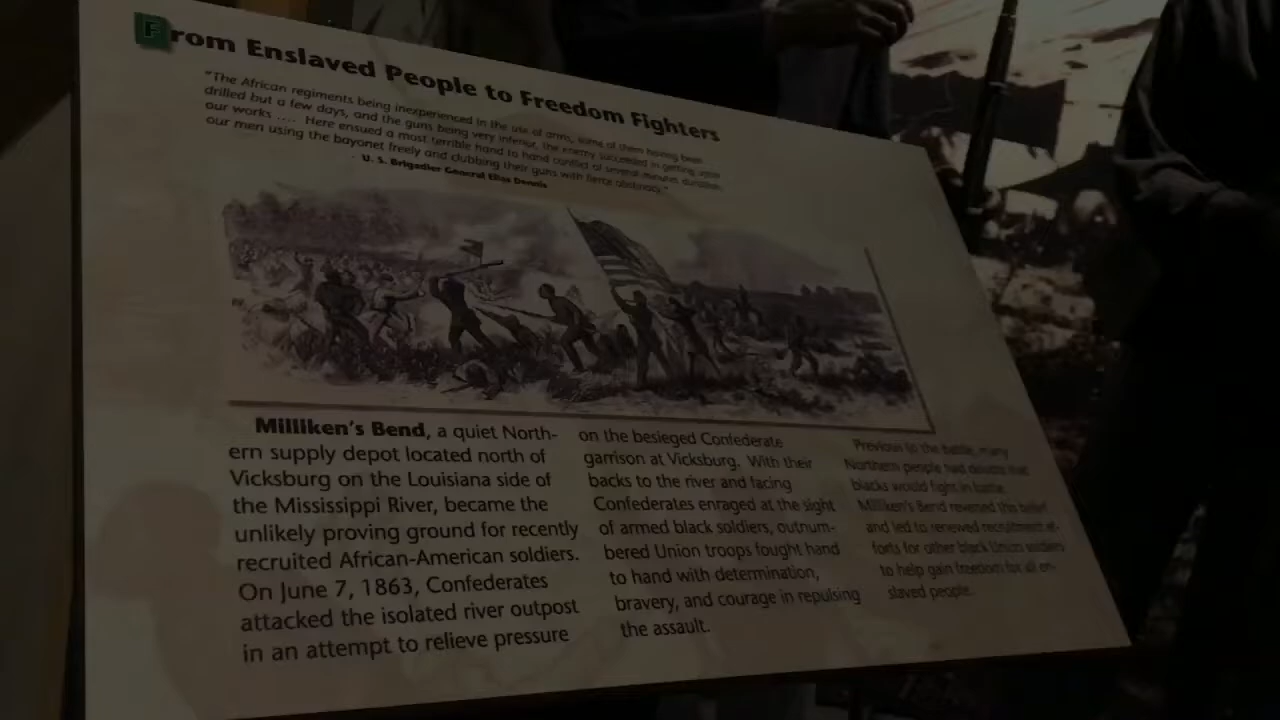 From Enslaved People to Freedom Fighters
"The African regiments being inexperienced in the use of arms, some of them having been
drilled but a few days, and the guns being very inferior, the enemy succeeded in getting upon
our works .... Here ensued a most terrible hand to hand conflict of several minutes duration,
our men using the bayonet freely and clubbing their guns with fierce obstinacy."
- U. S. Brigadier General Elias Dennis
Milliken's Bend, a quiet North-
ern supply depot located north of
Vicksburg on the Louisiana side of
the Mississippi River, became the
unlikely proving ground for recently
recruited African-American soldiers.
On June 7, 1863, Confederates
attacked the isolated river outpost
in an attempt to relieve pressure
on the besieged Confederate
garrison at Vicksburg. With their
backs to the river and facing
Confederates enraged at the sight
of armed black soldiers, outnum-
bered Union troops fought hand
to hand with determination,
bravery, and courage in repulsing
the assault.
Previous to the battle, many
Northern people had doubts that
blacks would fight in battle.
Milliken's Bend reversed this belief
and led to renewed recruitment ef-
forts for other black Union soldiers
to help gain freedom for all en-
slaved people.